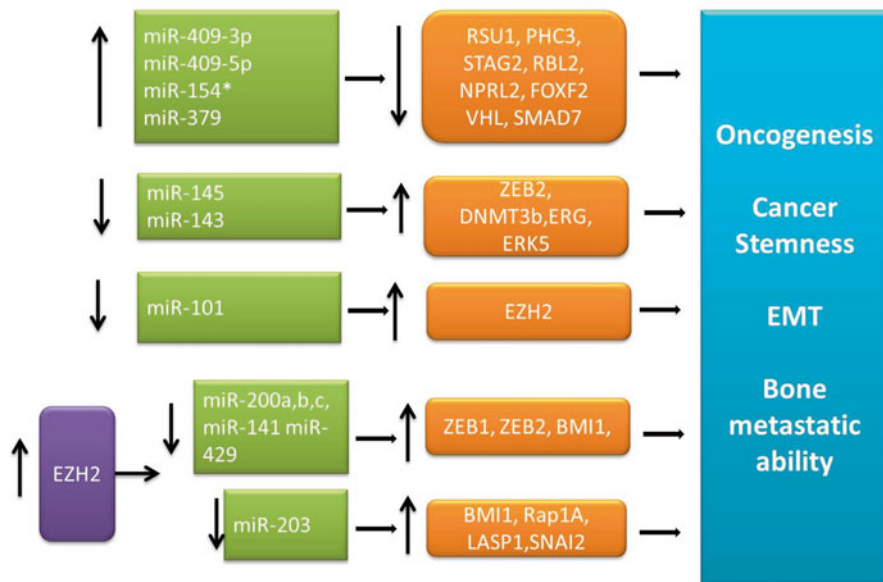 miR-409-3p
miR-409-5p
miR-154*
miR-379
RSU1, PHC3,
STAG2, RBL2,
NPRL2, FOXF2
VHL, SMAD7
miR-145
miR-143
ZEB2,
DNMT3b,ERG,
ERK5
miR-101
EZH2
EZH2
miR-200a,b,c,
miR-141 miR-
429
ZEB1, ZEB2, BMI1,
miR-203
BMI1, Rap1A,
LASP1,SNAI2
Oncogenesis
Cancer
Stemness
EMT
Bone
metastatic
ability